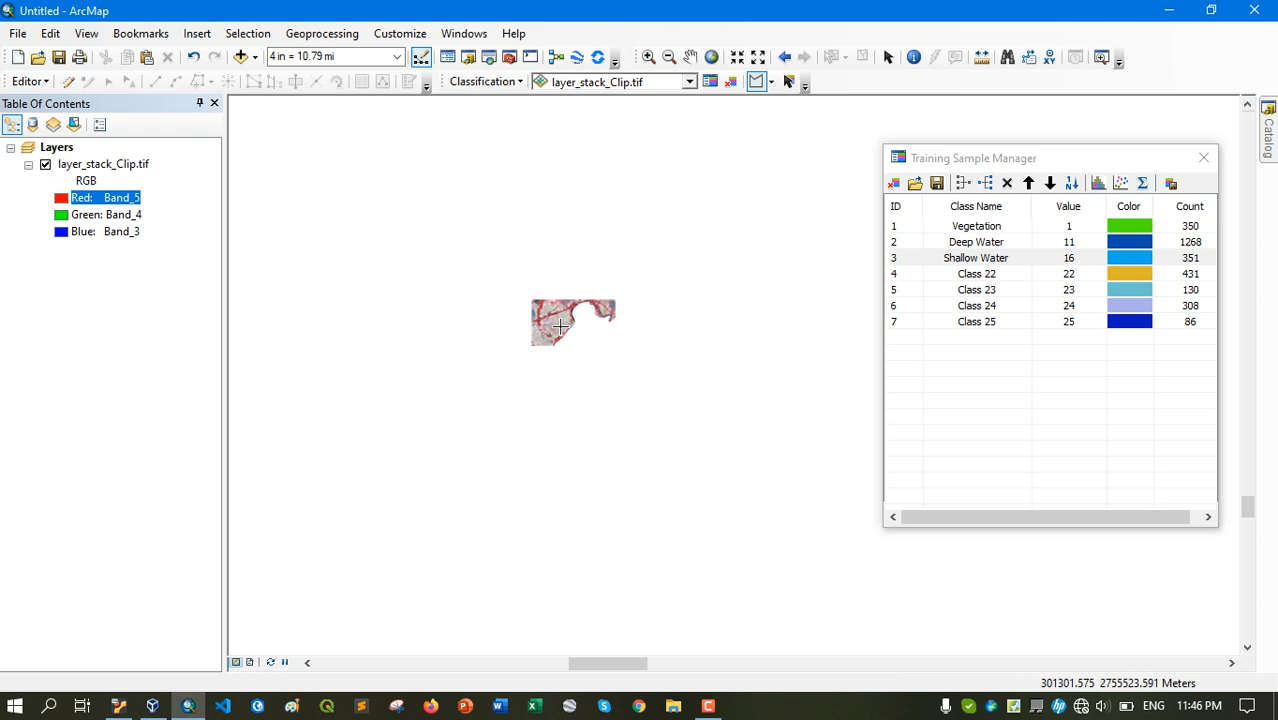 Untitled - ArcMap
File Edit View Bookmarks Insert Selection Geoprocessing Customize Windows Help
4 in = 10.79 mi
Editor Classification layer_stack_Clip.tif
Table Of Contents
Layers
layer_stack_Clip.tif
RGB
Red: Band_5
Green: Band_4
Blue: Band_3
Training Sample Manager
ID Class Name Value Color Count
1 Vegetation 1 350
2 Deep Water 11 1268
3 Shallow Water 16 351
4 Class 22 22 431
5 Class 23 23 130
6 Class 24 24 308
7 Class 25 25 86
Catalog
301301.575 2755523.591 Meters
ENG 11:46 PM